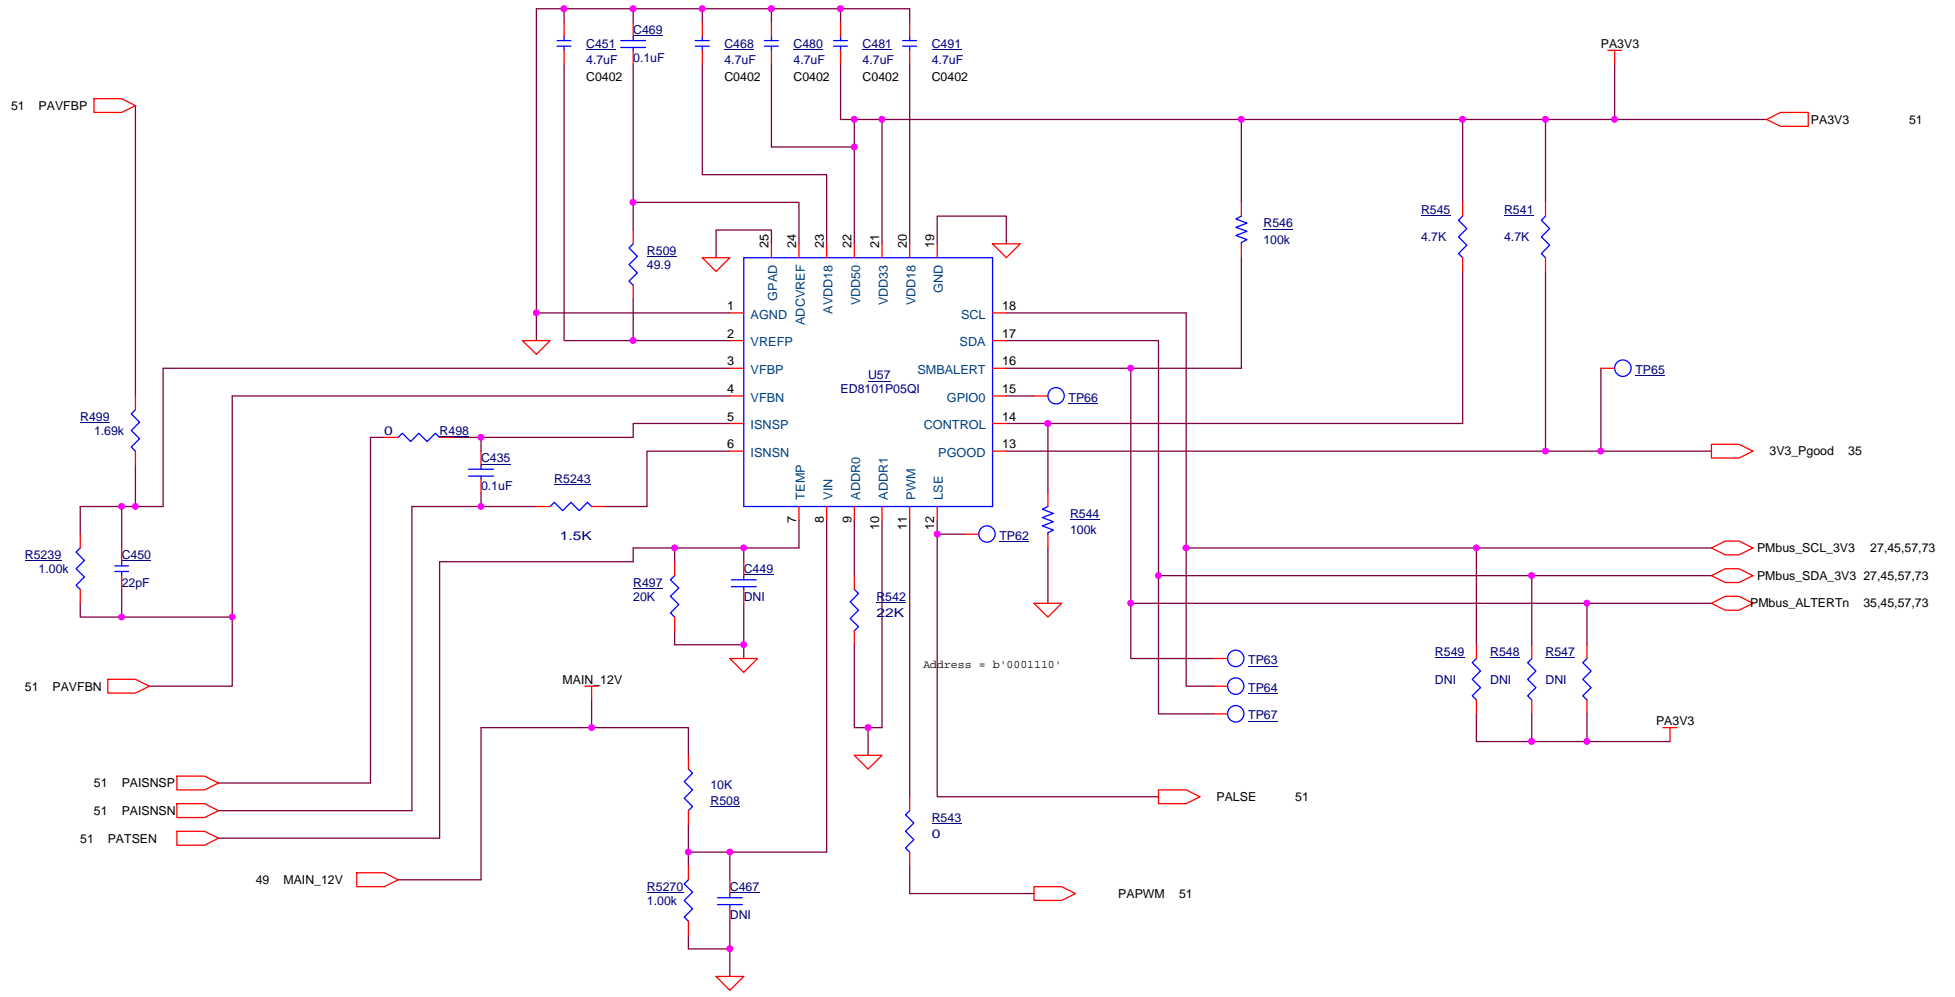 C451
4.7uF
C0402
C469
0.1uF
C468
4.7uF
C0402
C480
4.7uF
C0402
C481
4.7uF
C0402
C491
4.7uF
C0402
PA3V3
51 PAVFBP
PA3V3 51
R509
49.9
R546
100k
R545
4.7K
R541
4.7K
25
24
23
22
21
20
19
GPAD
ADCVREF
AVDD18
VDD50
VDD33
VDD18
GND
1
AGND
2
VREFP
3
VFBP
4
VFBN
5
ISNSP
6
ISNSN
U57
ED8101P05QI
18
SCL
17
SDA
16
SMBALERT
15
GPIO0
14
CONTROL
13
PGOOD
TEMP
VIN
ADDR0
ADDR1
PWM
LSE
7
8
9
10
11
12
TP65
TP66
R499
1.69k
0 R498
C435
0.1uF
R5243
1.5K
3V3_Pgood 35
TP62
R544
100k
R5239
1.00k
C450
22pF
R497
20K
C449
DNI
R542
22K
PMbus_SCL_3V3 27,45,57,73
PMbus_SDA_3V3 27,45,57,73
PMbus_ALTERTn 35,45,57,73
Address = b'0001110'
TP63
TP64
TP67
R549
DNI
R548
DNI
R547
DNI
PA3V3
51 PAVFBN
MAIN_12V
51 PAISNSP
51 PAISNSN
51 PATSEN
10K
R508
PALSE 51
R543
0
49 MAIN_12V
R5270
1.00k
C467
DNI
PAPWM 51